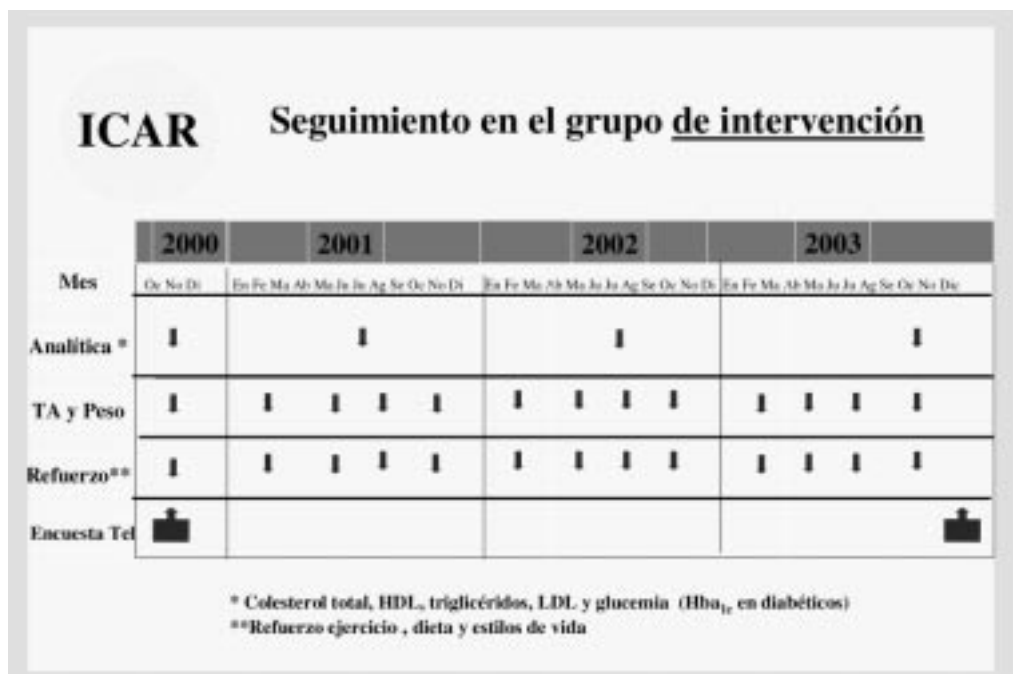 ICAR
Seguimiento en el grupo de intervención
2000 2001 2002 2003
Mes Oc No Di En Fe Ma Ab Ma Ju Ju Ag Se Oc No Di En Fe Ma Ab Ma Ju Ju Ag Se Oc No Di En Fe Ma Ab Ma Ju Ju Ag Se Oc No Dic
Analítica *
TA y Peso
Refuerzo**
Encuesta Tel
* Colesterol total, HDL, triglicéridos, LDL y glucemia (Hba1c en diabéticos)
**Refuerzo ejercicio , dieta y estilos de vida